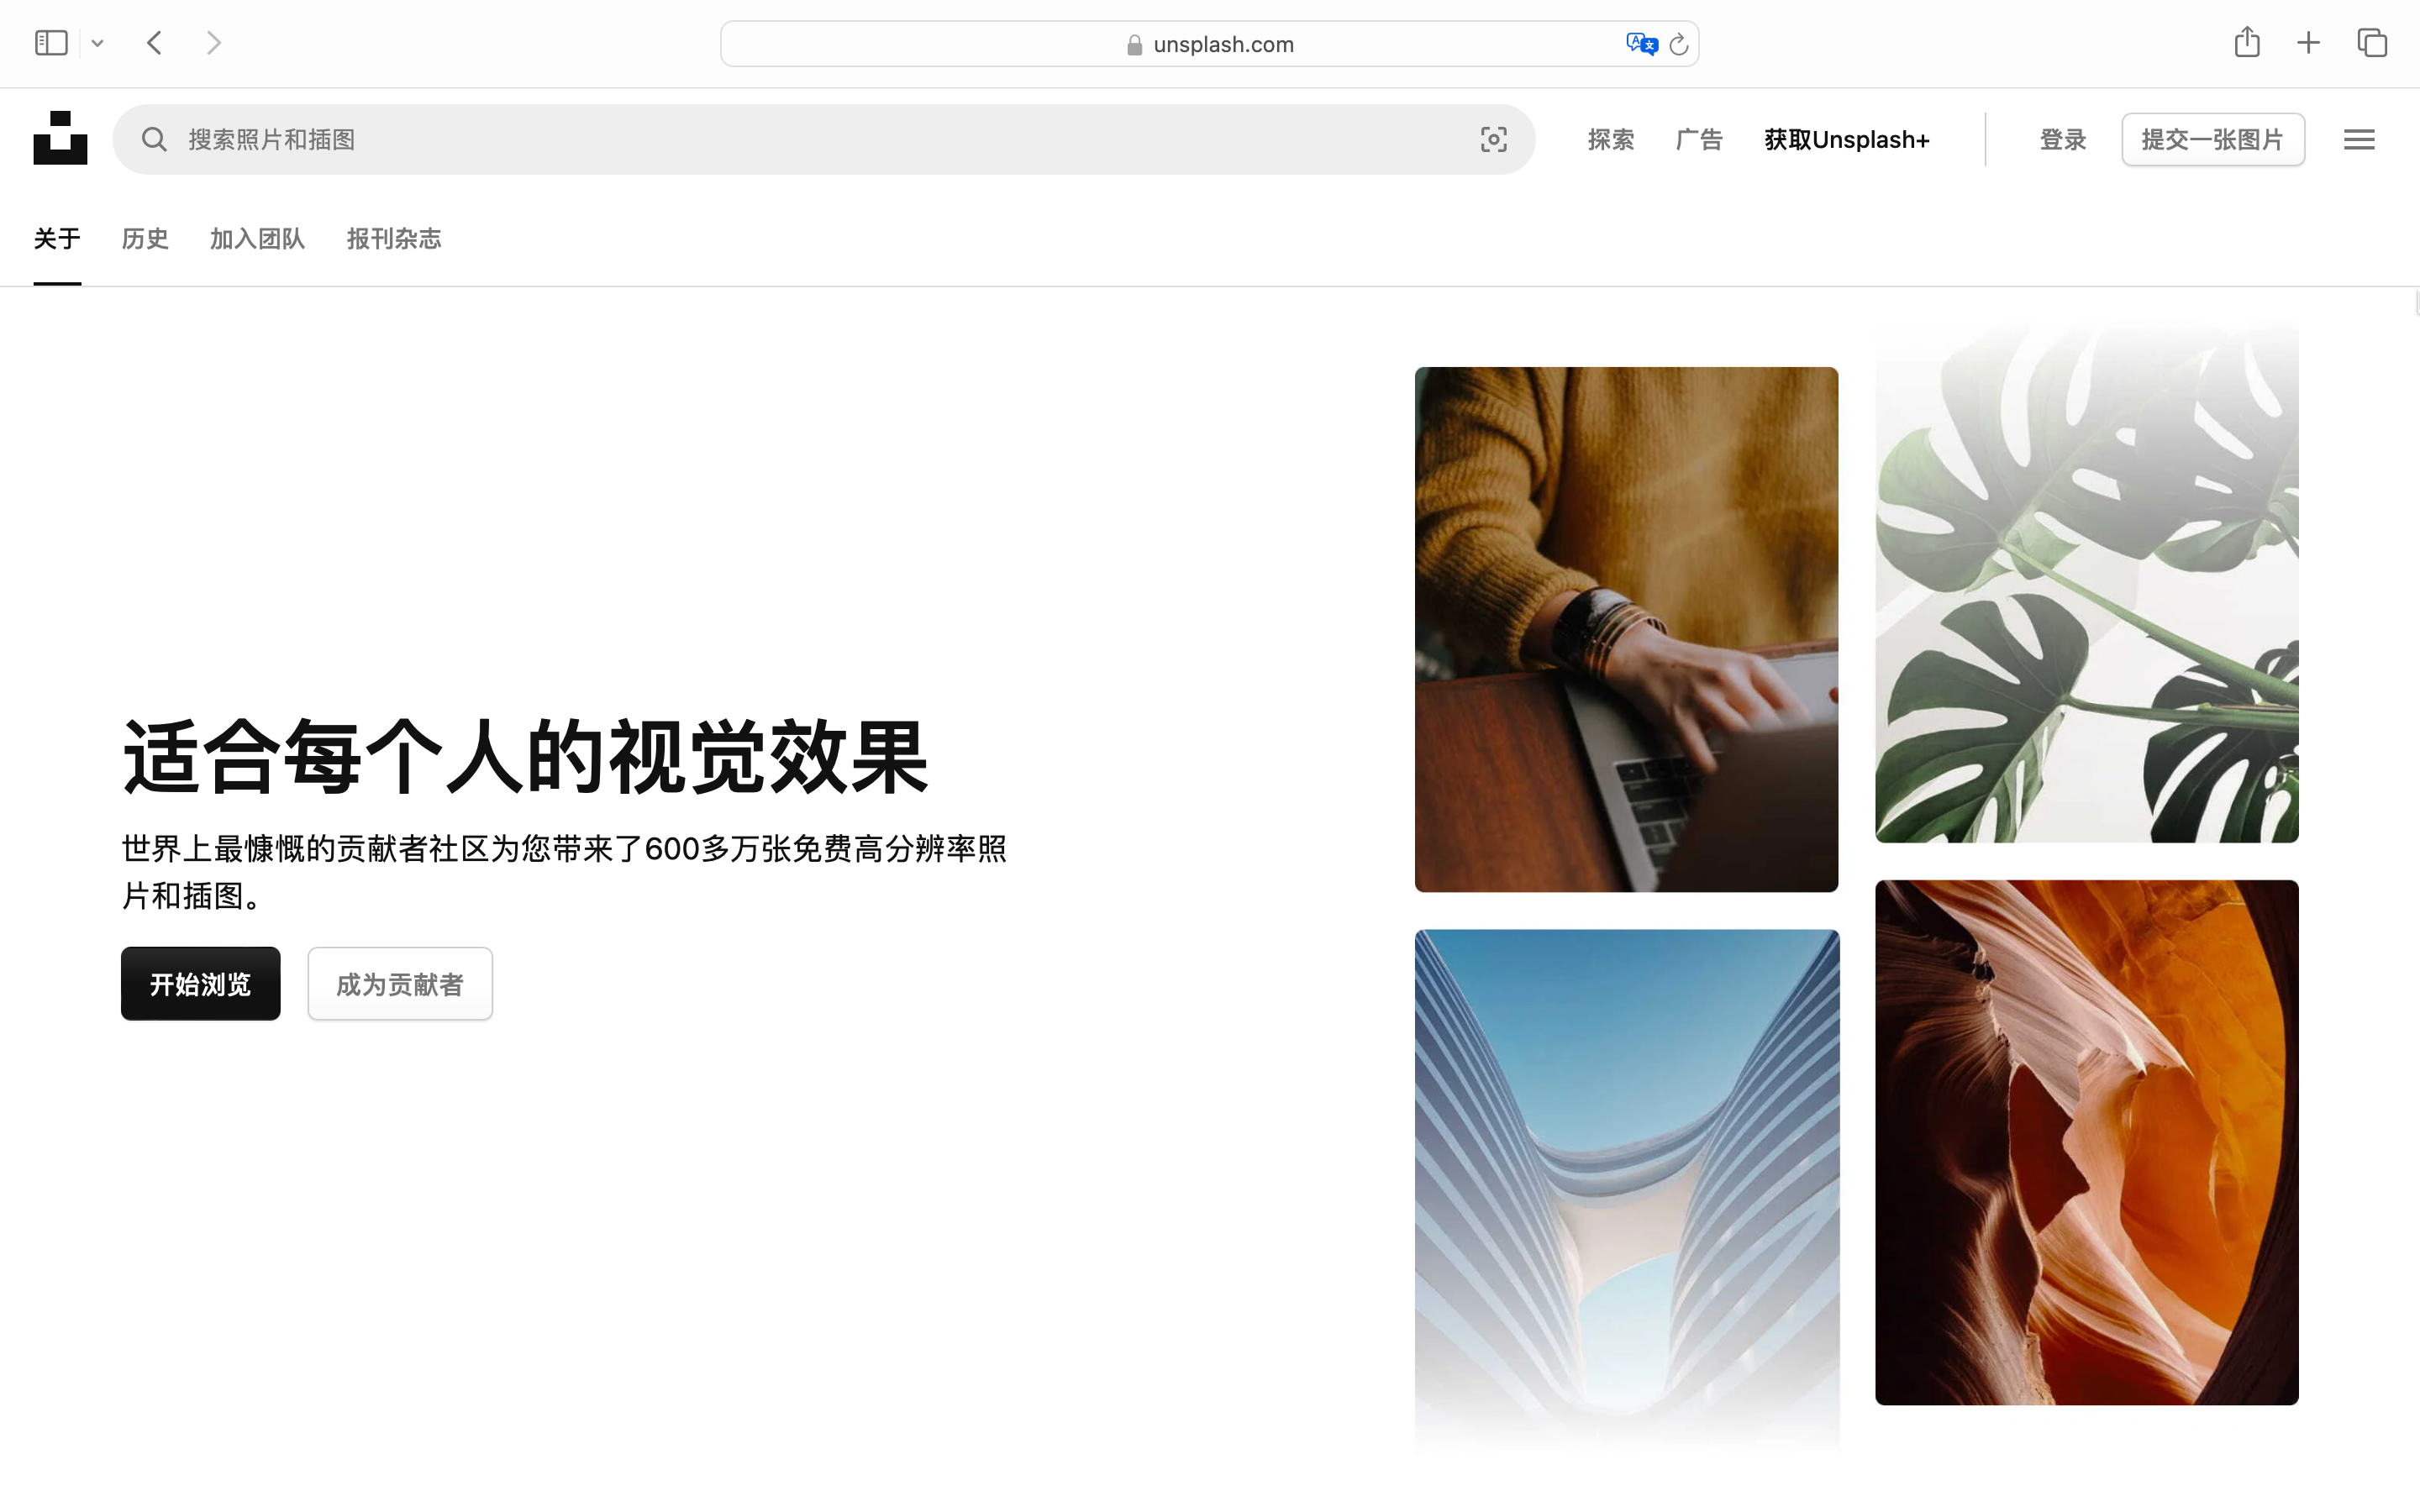 unsplash.com
搜索照片和插图
探索 广告 获取Unsplash+ 登录 提交一张图片
关于 历史 加入团队 报刊杂志
适合每个人的视觉效果
世界上最慷慨的贡献者社区为您带来了600多万张免费高分辨率照
片和插图。
开始浏览 成为贡献者